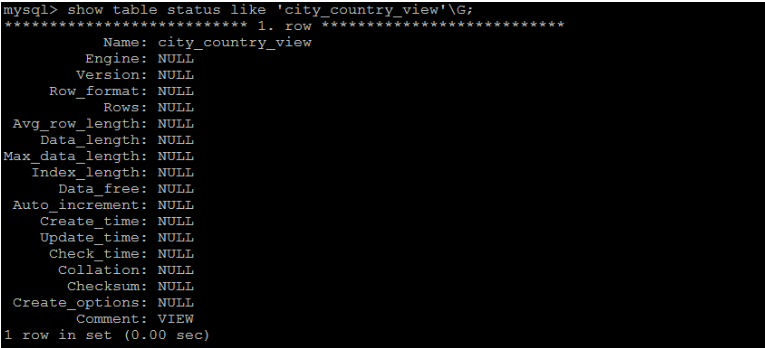 mysql> show table status like 'city_country_view'\G;
*************************** 1. row ***************************
Name: city_country_view
Engine: NULL
Version: NULL
Row_format: NULL
Rows: NULL
Avg_row_length: NULL
Data_length: NULL
Max_data_length: NULL
Index_length: NULL
Data_free: NULL
Auto_increment: NULL
Create_time: NULL
Update_time: NULL
Check_time: NULL
Collation: NULL
Checksum: NULL
Create_options: NULL
Comment: VIEW
1 row in set (0.00 sec)